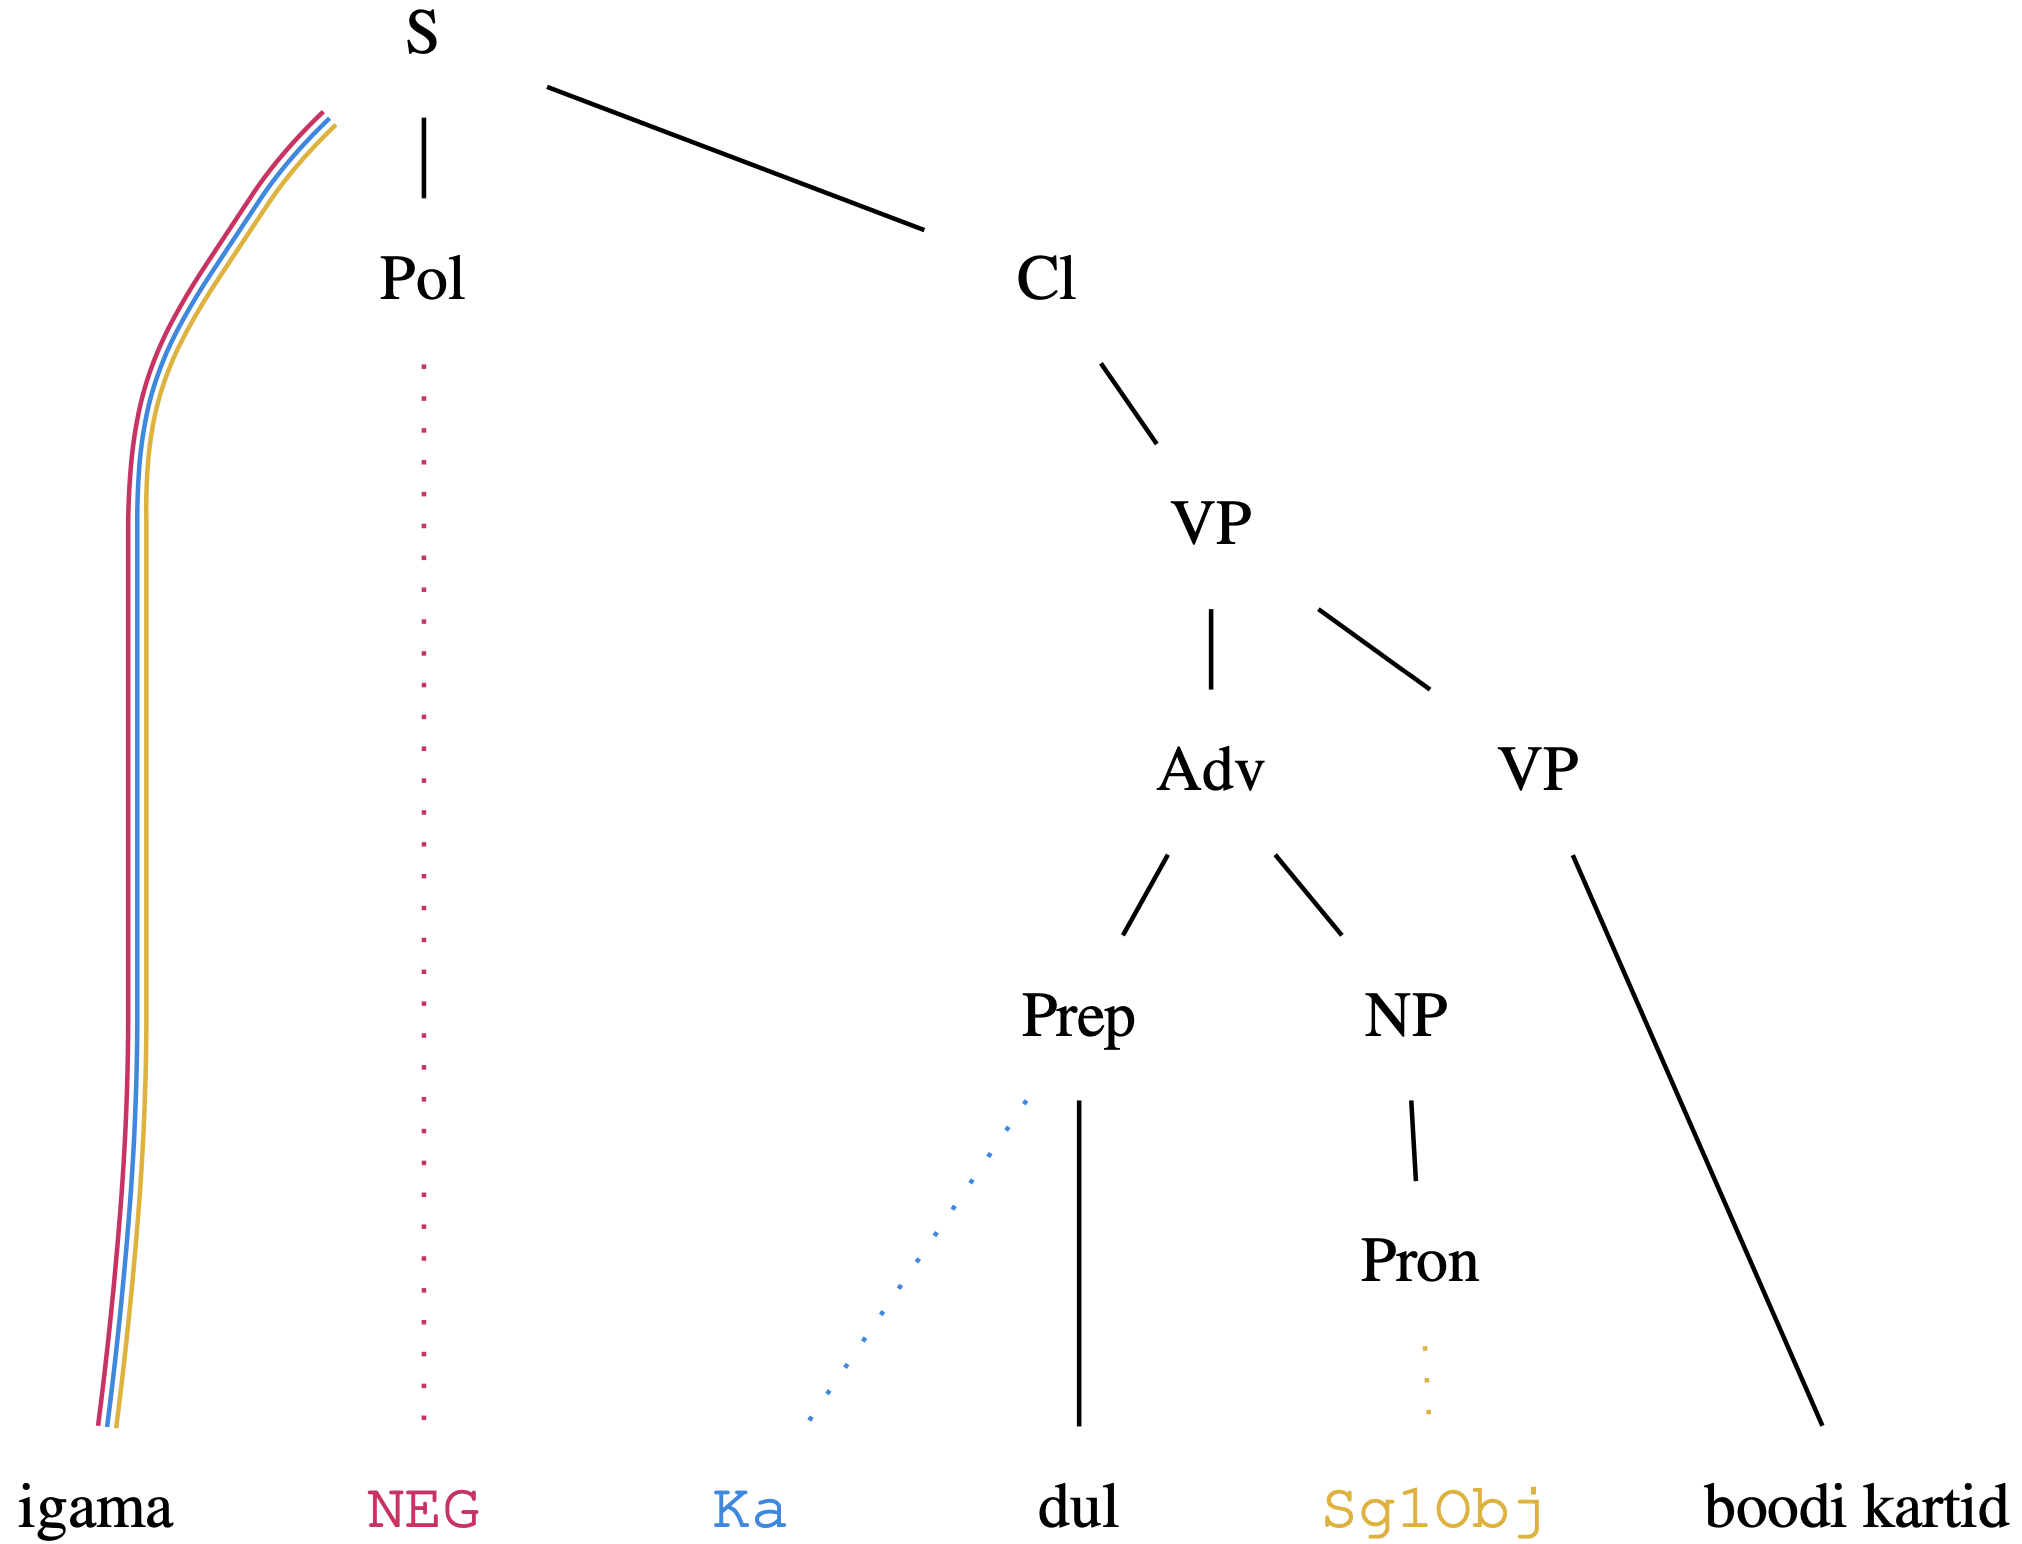 S
Pol Cl
VP
Adv VP
Prep NP
Pron
igama NEG Ka dul Sg1Obj boodi kartid